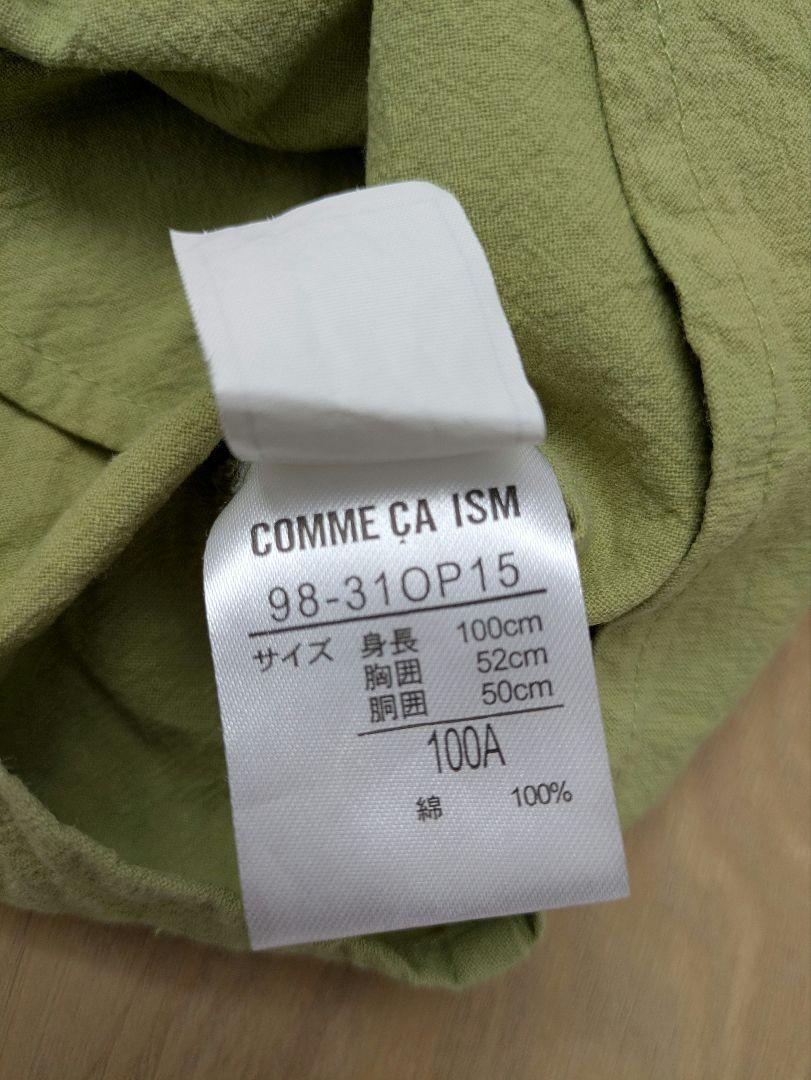 COMME ÇA ISM
98-31OP15
サイズ 身長 100cm
胸囲 52cm
胴囲 50cm
100A
綿 100%